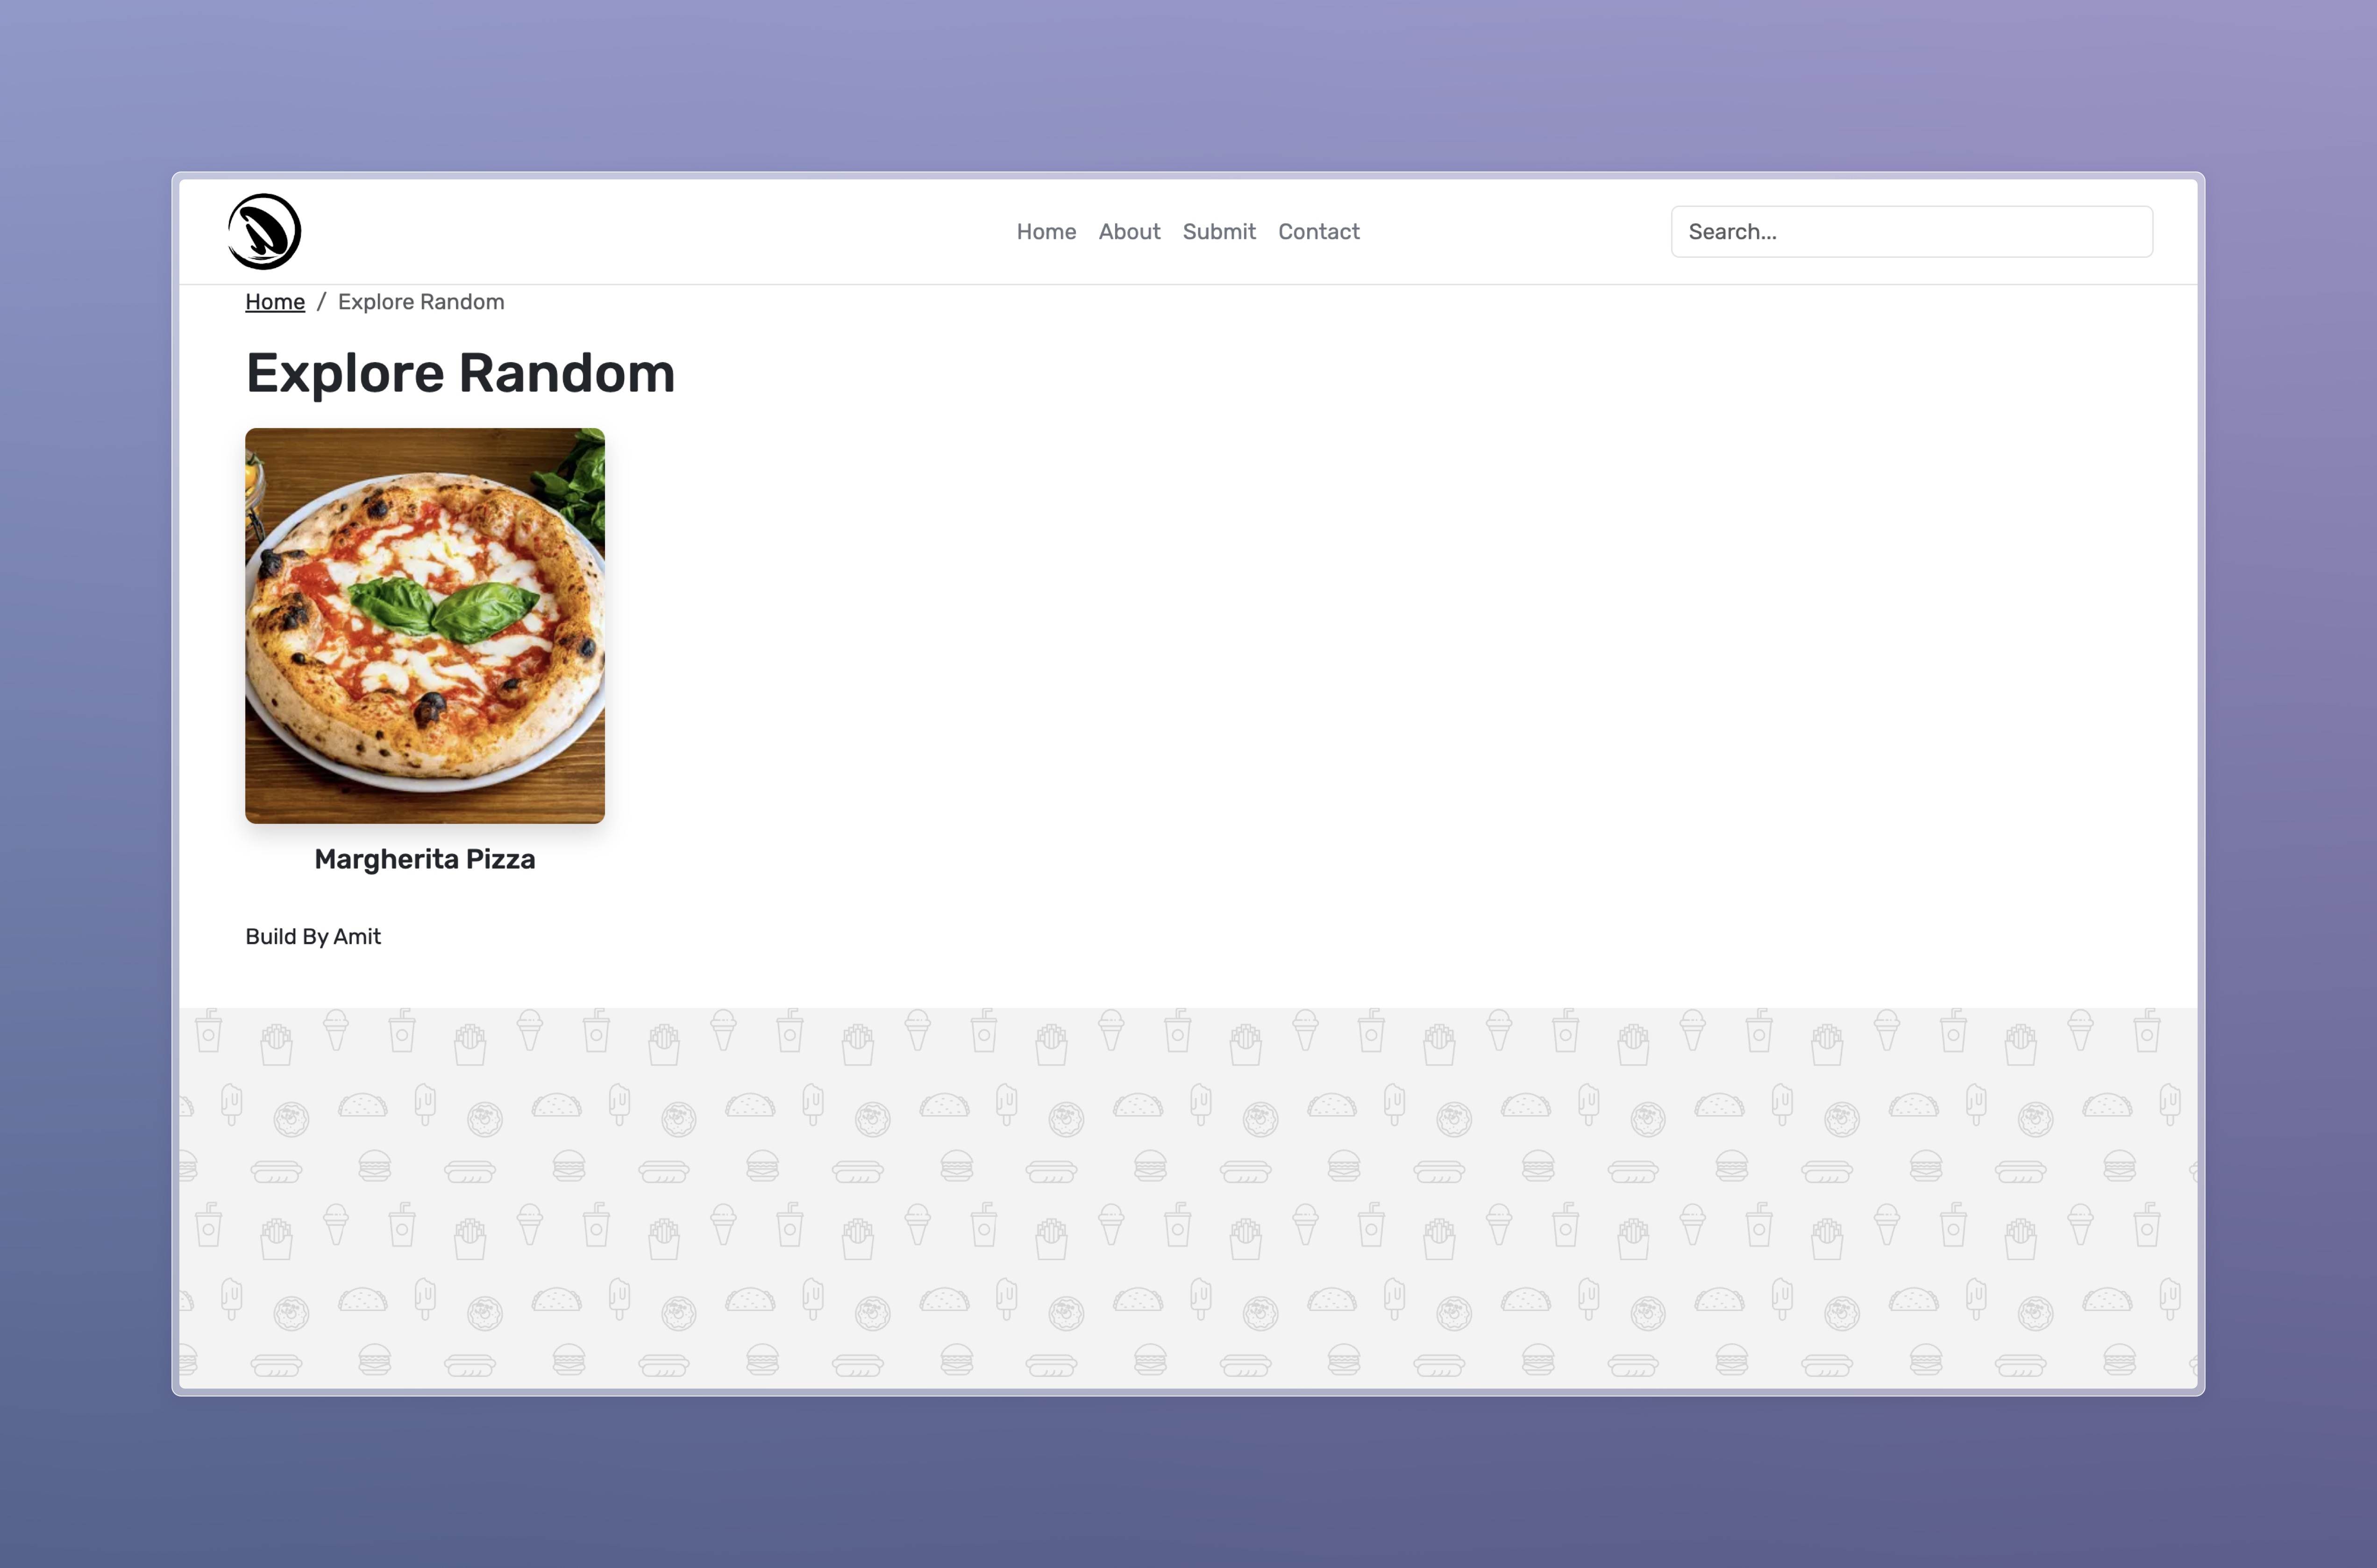 Home About Submit Contact Search...
Home / Explore Random
Explore Random
Margherita Pizza
Build By Amit